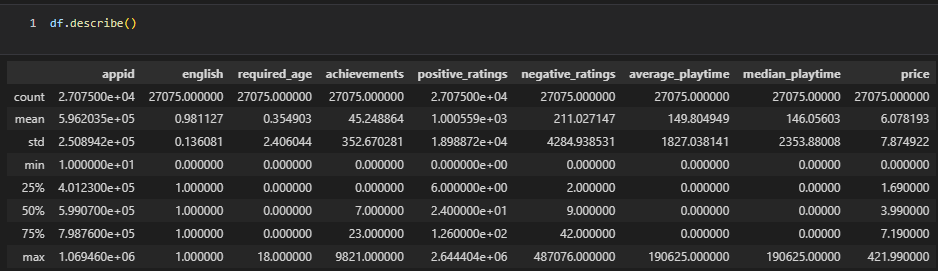 1 df.describe()
appid english required_age achievements positive_ratings negative_ratings average_playtime median_playtime price
count 2.707500e+04 27075.000000 27075.000000 27075.000000 2.707500e+04 27075.000000 27075.000000 27075.00000 27075.000000
mean 5.962035e+05 0.981127 0.354903 45.248864 1.000559e+03 211.027147 149.804949 146.05603 6.078193
std 2.508942e+05 0.136081 2.406044 352.670281 1.898872e+04 4284.938531 1827.038141 2353.88008 7.874922
min 1.000000e+01 0.000000 0.000000 0.000000 0.000000e+00 0.000000 0.000000 0.00000 0.000000
25% 4.012300e+05 1.000000 0.000000 0.000000 6.000000e+00 2.000000 0.000000 0.00000 1.690000
50% 5.990700e+05 1.000000 0.000000 7.000000 2.400000e+01 9.000000 0.000000 0.00000 3.990000
75% 7.987600e+05 1.000000 0.000000 23.000000 1.260000e+02 42.000000 0.000000 0.00000 7.190000
max 1.069460e+06 1.000000 18.000000 9821.000000 2.644404e+06 487076.000000 190625.000000 190625.00000 421.990000